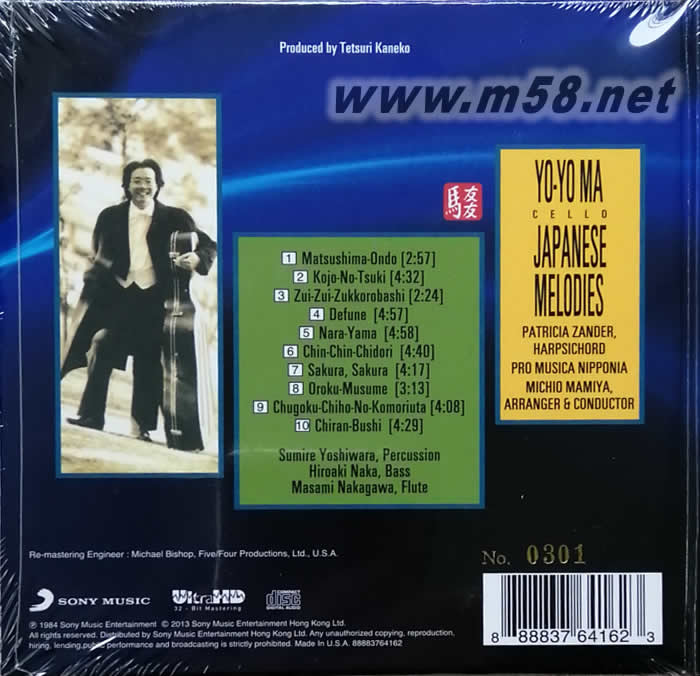 Produced by Tetsuri Kaneko
www.m58.net
駿
友友
YO-YO MA
CELLO
JAPANESE
MELODIES
PATRICIA ZANDER,
HARPSICHORD
PRO MUSICA NIPPONIA
MICHIO MAMIYA,
ARRANGER & CONDUCTOR
1 Matsushima-Ondo [2:57]
2 Kojo-No-Tsuki [4:32]
3 Zui-Zui-Zukkorobashi [2:24]
4 Defune [4:57]
5 Nara-Yama [4:58]
6 Chin-Chin-Chidori [4:40]
7 Sakura, Sakura [4:17]
8 Oroku-Musume [3:13]
9 Chugoku-Chiho-No-Komoriuta [4:08]
10 Chiran-Bushi [4:29]
Sumire Yoshiwara, Percussion
Hiroaki Naka, Bass
Masami Nakagawa, Flute
Re-mastering Engineer : Michael Bishop, Five/Four Productions, Ltd., U.S.A.
No. 0301
SONY MUSIC
UltraHD
32 - Bit Mastering
COMPACT
disc
DIGITAL AUDIO
℗ 1984 Sony Music Entertainment © 2013 Sony Music Entertainment Hong Kong Ltd.
All rights reserved. Distributed by Sony Music Entertainment Hong Kong Ltd. Any unauthorized copying, reproduction,
hiring, lending,public performance and broadcasting is strictly prohibited. Made In U.S.A. 88883764162
8 88837 64162 3